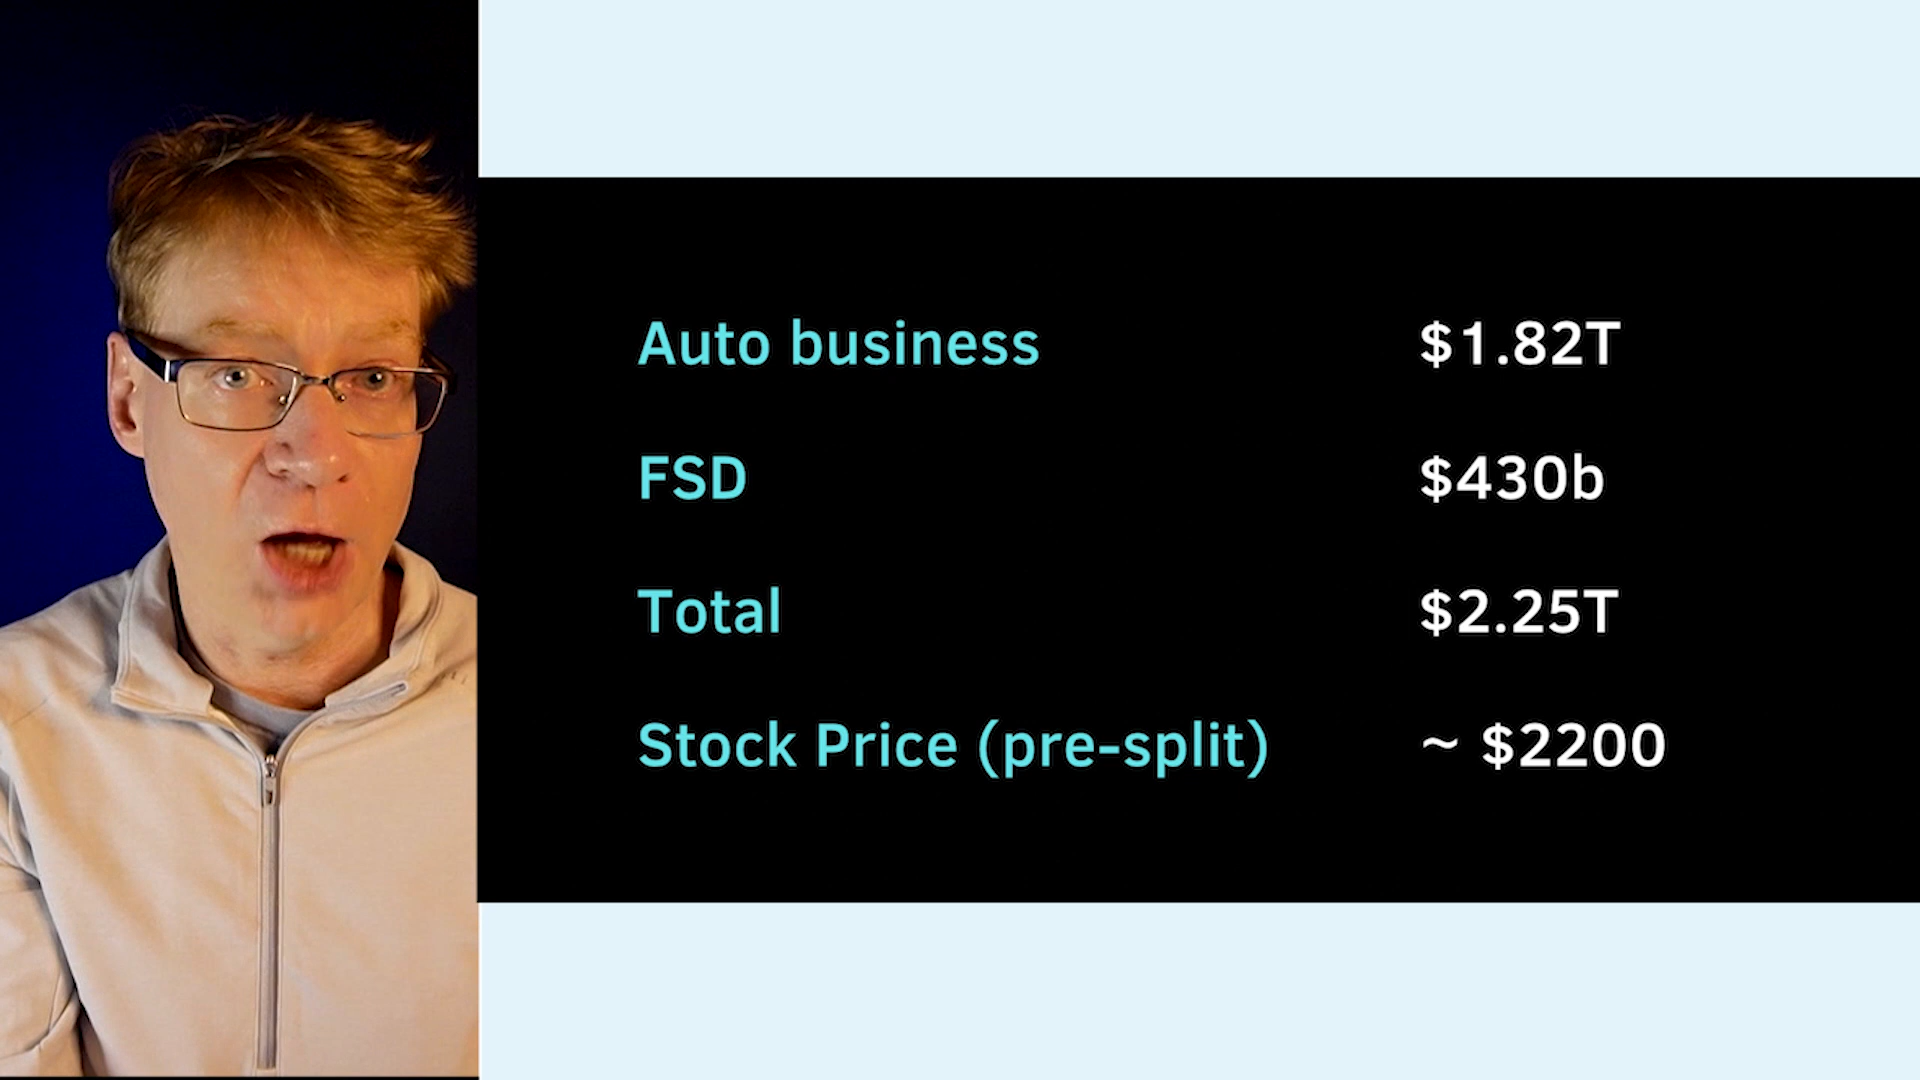 Auto business $1.82T
FSD $430b
Total $2.25T
Stock Price (pre-split) ~ $2200